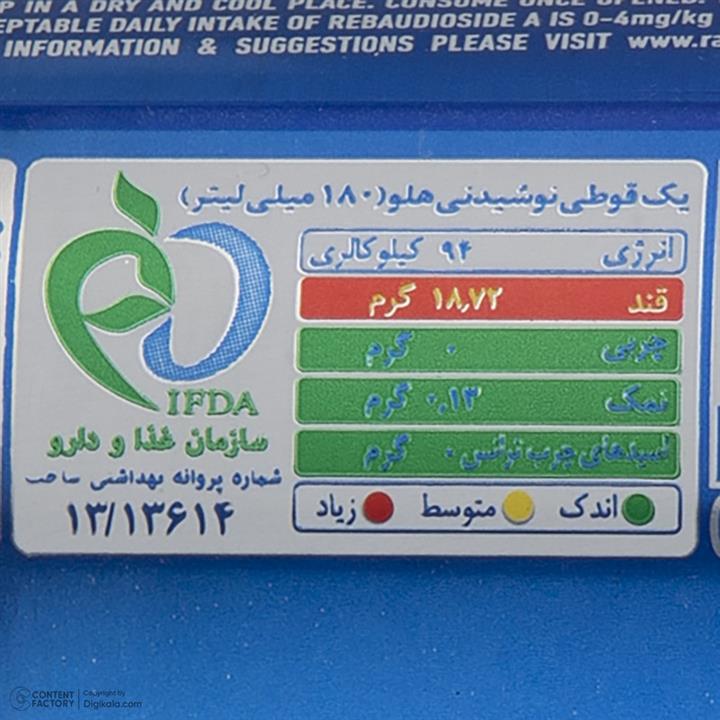 P IN A DRY AND COOL PLACE. CONSUME ONCE OPENED.
EPTABLE DAILY INTAKE OF REBAUDIOSIDE A IS 0-4mg/kg
INFORMATION & SUGGESTIONS PLEASE VISIT www.ra
یک قوطی نوشیدنی هلو (۱۸۰ میلی لیتر)
انرژی ۹۴ کیلوکالری
قند ۱۸,۷۲ گرم
چربی ۰ گرم
نمک ۰,۱۳ گرم
اسیدهای چرب ترانس ۰ گرم
اندک متوسط زیاد
IFDA
سازمان غذا و دارو
شماره پروانه بهداشتی ساخت
۱۳/۱۳۶۱۴
CONTENT FACTORY
Copyright by
Digikala.com